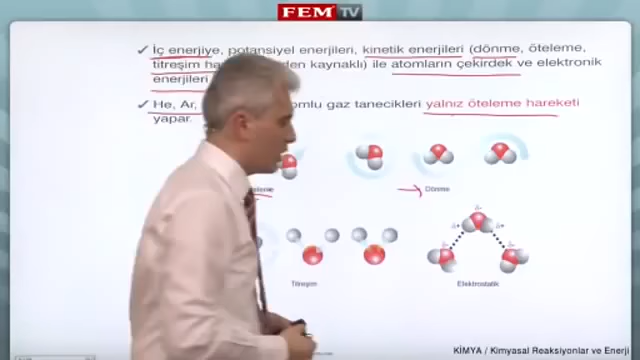 FEM TV
✓ İç enerjiye, potansiyel enerjileri, kinetik enerjileri (dönme, öteleme,
titreşim den kaynaklı) ile atomların çekirdek ve elektronik
enerjileri
✓ He, Ar, omlu gaz tanecikleri yalnız öteleme hareketi
yapar.
Dönme
Titreşim
Elektrostatik
KİMYA / Kimyasal Reaksiyonlar ve Enerji